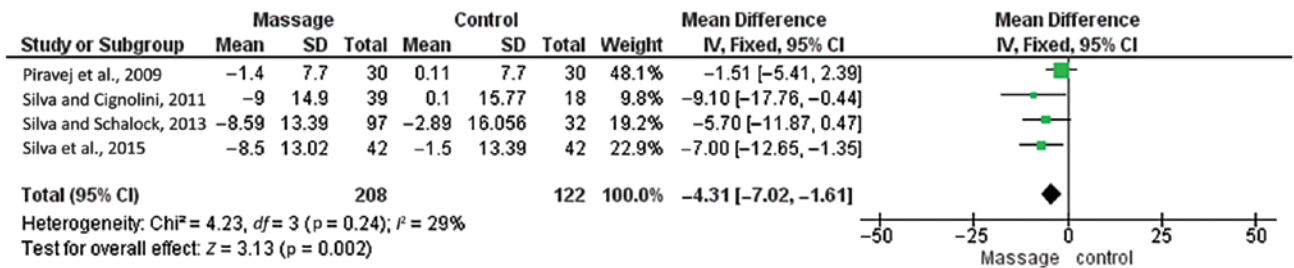 Massage Control Mean Difference Mean Difference
Study or Subgroup Mean SD Total Mean SD Total Weight IV, Fixed, 95% CI IV, Fixed, 95% CI
Piravej et al., 2009 −1.4 7.7 30 0.11 7.7 30 48.1% −1.51 [−5.41, 2.39]
Silva and Cignolini, 2011 −9 14.9 39 0.1 15.77 18 9.8% −9.10 [−17.76, −0.44]
Silva and Schalock, 2013 −8.59 13.39 97 −2.89 16.056 32 19.2% −5.70 [−11.87, 0.47]
Silva et al., 2015 −8.5 13.02 42 −1.5 13.39 42 22.9% −7.00 [−12.65, −1.35]
Total (95% CI) 208 122 100.0% −4.31 [−7.02, −1.61]
Heterogeneity: Chi² = 4.23, df = 3 (p = 0.24); I² = 29%
Test for overall effect: Z = 3.13 (p = 0.002)
−50 −25 0 25 50
Massage control